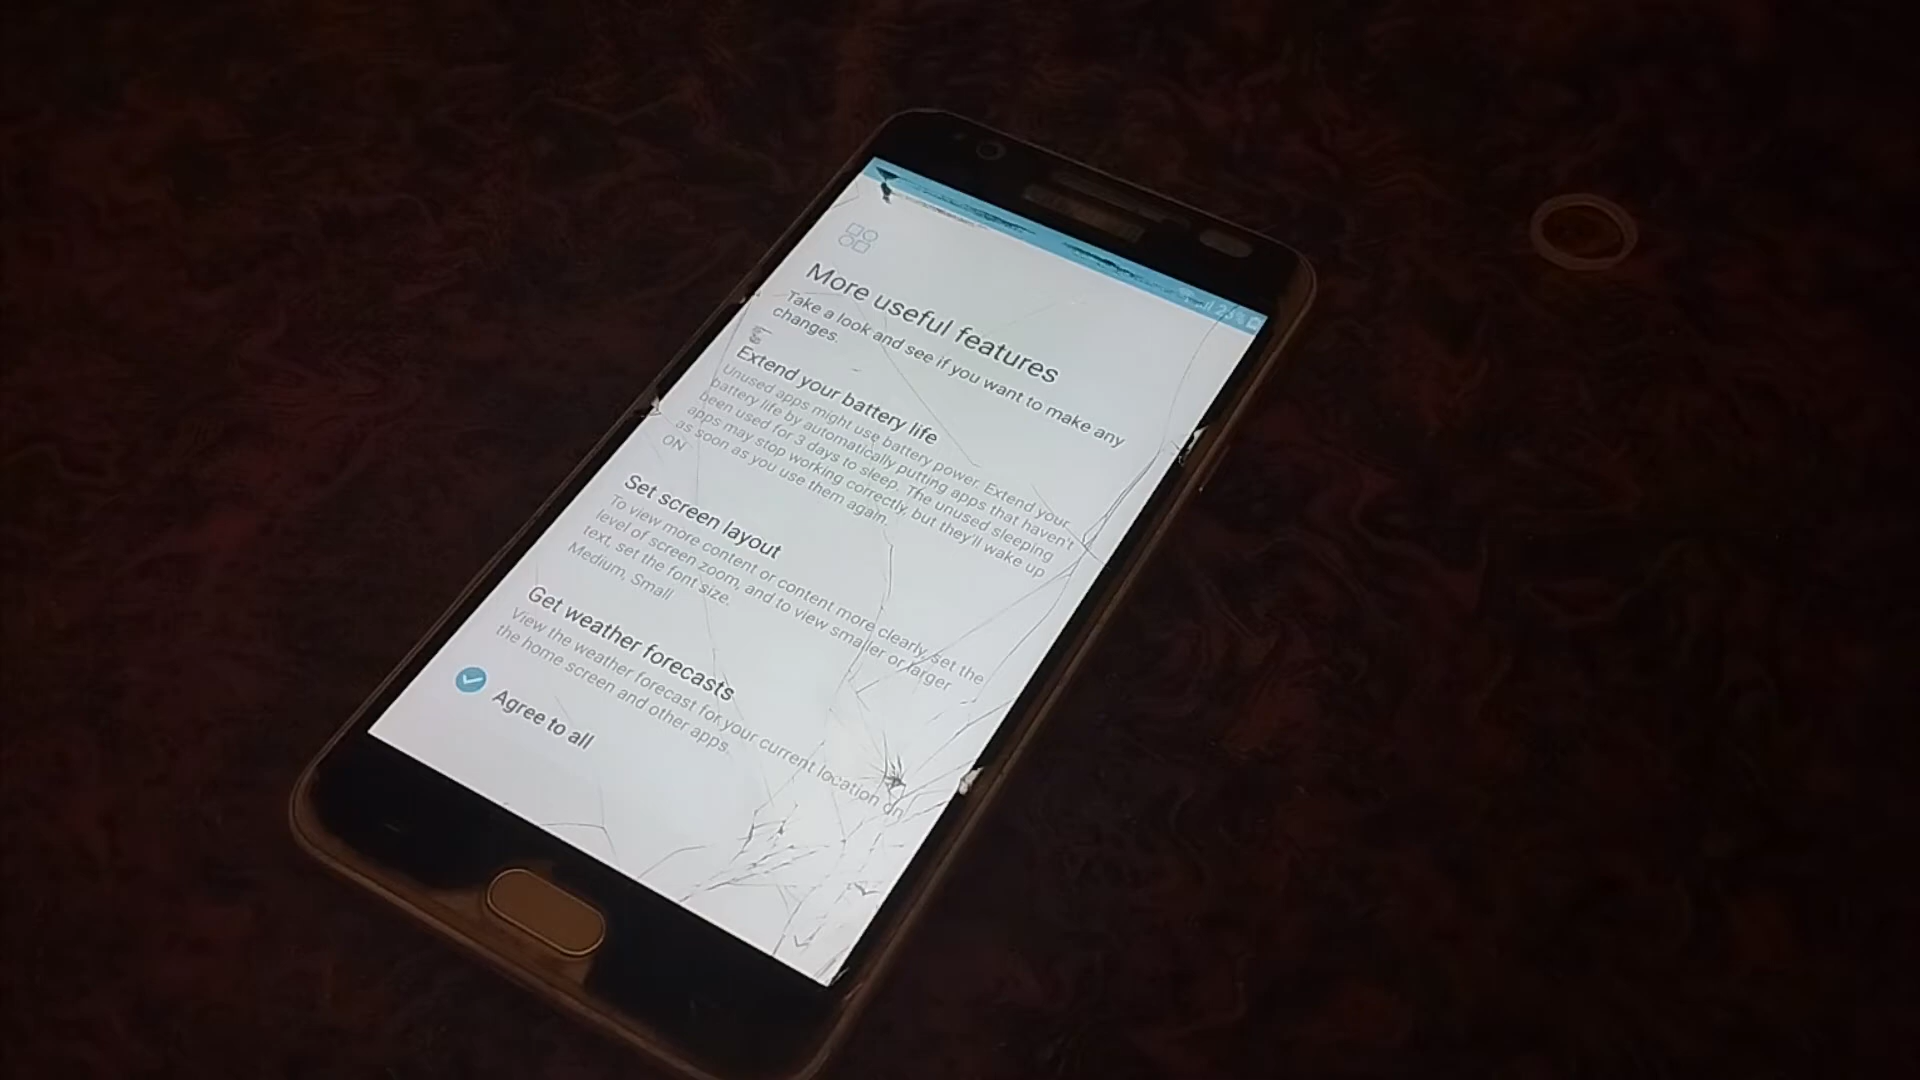 More useful features
Take a look and see if you want to make any
changes.
Extend your battery life
Unused apps might use battery power. Extend your
battery life by automatically putting apps that haven't
been used for 3 days to sleep. The unused sleeping
apps may stop working correctly, but they'll wake up
as soon as you use them again.
ON
Set screen layout
To view more content or content more clearly, set the
level of screen zoom, and to view smaller or larger
text, set the font size.
Medium, Small
Get weather forecasts
View the weather forecast for your current location on
the home screen and other apps.
Agree to all